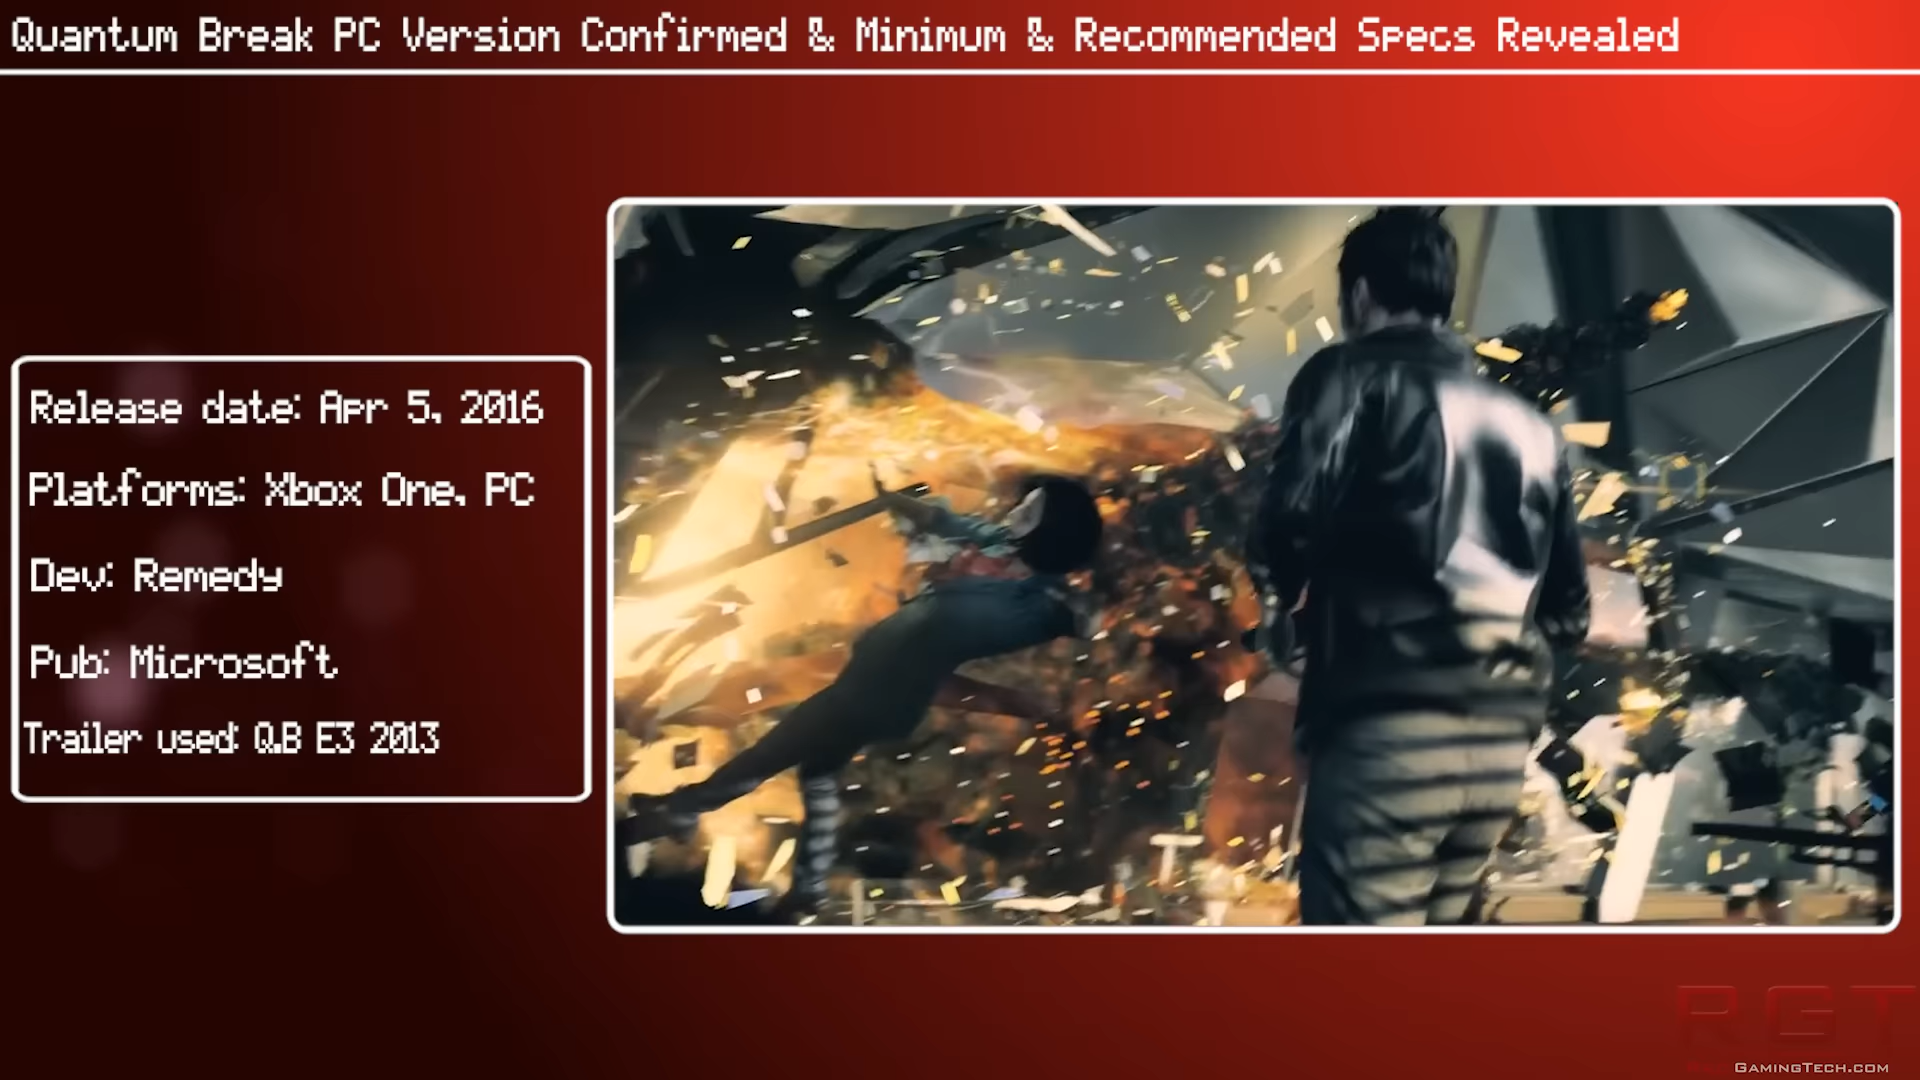 Quantum Break PC Version Confirmed & Minimum & Recommended Specs Revealed
Release date: Apr 5, 2016
Platforms: Xbox One, PC
Dev: Remedy
Pub: Microsoft
Trailer used: Q.B E3 2013
RGT
GamingTech.com